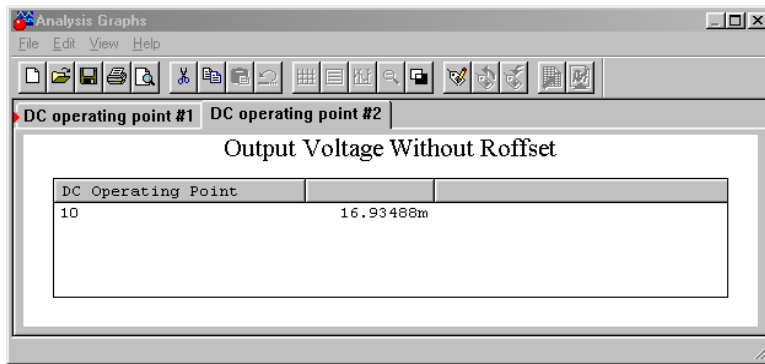 Analysis Graphs
File Edit View Help
DC operating point #1 DC operating point #2
Output Voltage Without Roffset
DC Operating Point
10 16.93488m